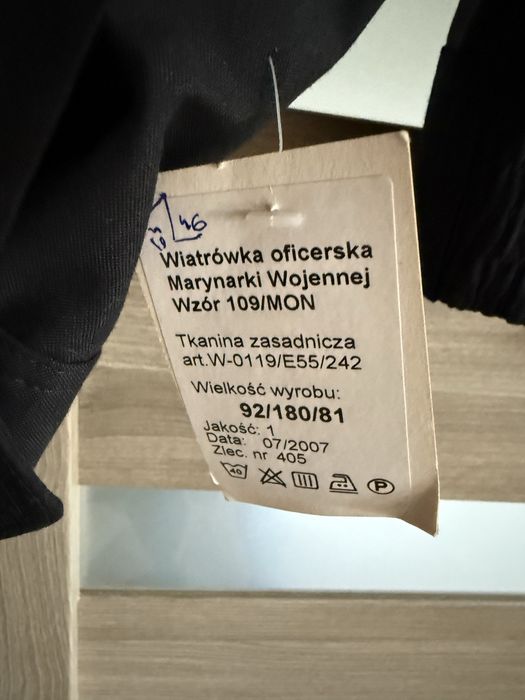 46
Wiatrówka oficerska
Marynarki Wojennej
Wzór 109/MON
Tkanina zasadnicza
art.W-0119/E55/242
Wielkość wyrobu:
92/180/81
Jakość: 1
Data: 07/2007
Zlec. nr 405
40 P